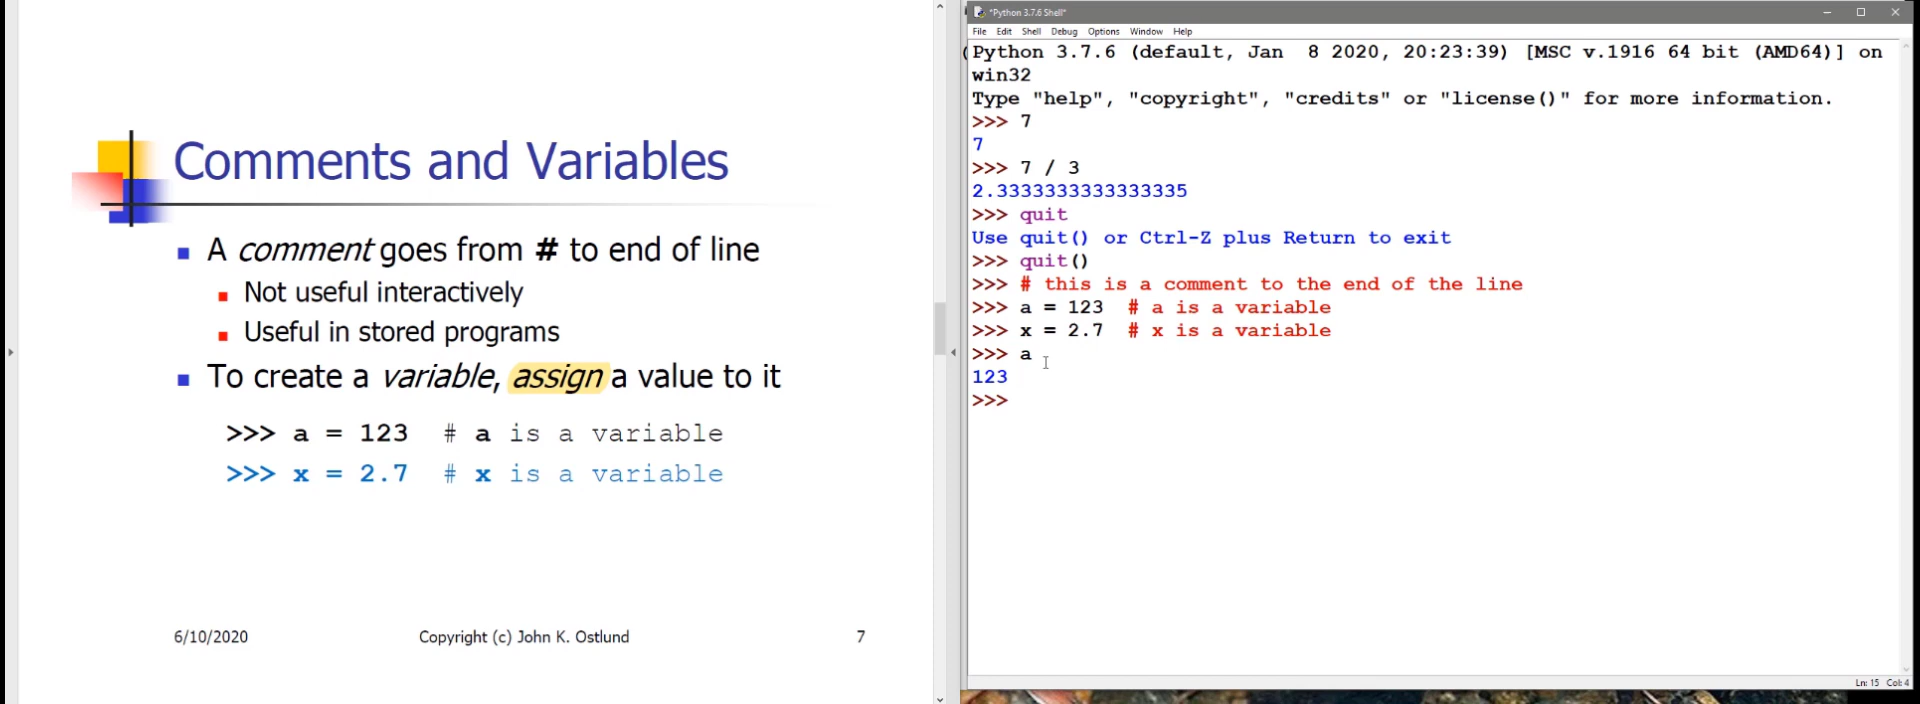 Comments and Variables
A comment goes from # to end of line
Not useful interactively
Useful in stored programs
To create a variable, assign a value to it
>>> a = 123  # a is a variable
>>> x = 2.7  # x is a variable
6/10/2020
Copyright (c) John K. Ostlund
7
*Python 3.7.6 Shell*
File Edit Shell Debug Options Window Help
Python 3.7.6 (default, Jan  8 2020, 20:23:39) [MSC v.1916 64 bit (AMD64)] on
win32
Type "help", "copyright", "credits" or "license()" for more information.
>>> 7
7
>>> 7 / 3
2.3333333333333335
>>> quit
Use quit() or Ctrl-Z plus Return to exit
>>> quit()
>>> # this is a comment to the end of the line
>>> a = 123  # a is a variable
>>> x = 2.7  # x is a variable
>>> a
123
>>>
Ln: 15 Col: 4